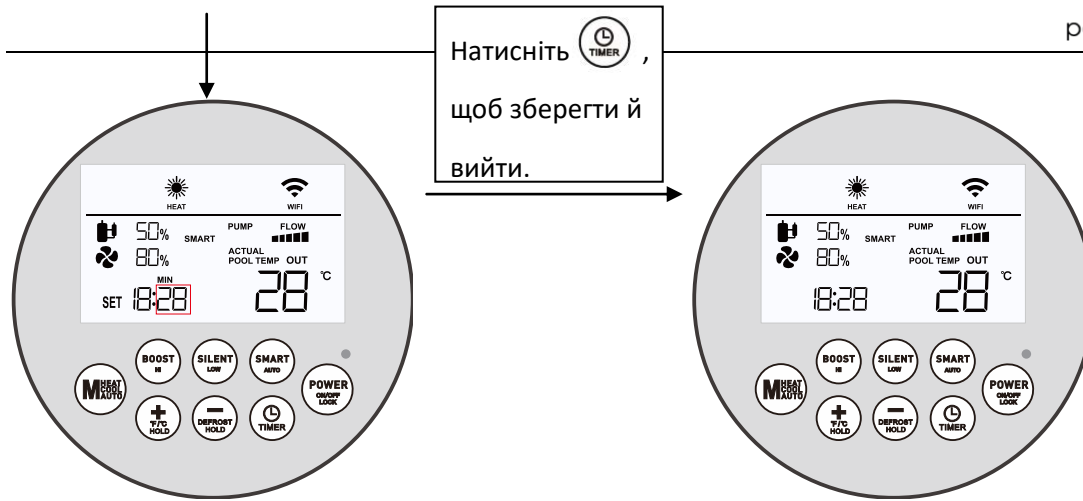 Натисніть TIMER ,
щоб зберегти й
вийти.
HEAT WIFI
50% SMART PUMP FLOW
80% ACTUAL
POOL TEMP OUT
MIN
SET 18:28 28 °C
BOOST HI SILENT LOW SMART AUTO
M HEAT COOL AUTO POWER ON/OFF LOCK
+ °F/°C HOLD − DEFROST HOLD TIMER
HEAT WIFI
50% SMART PUMP FLOW
80% ACTUAL
POOL TEMP OUT
18:28 28 °C
BOOST HI SILENT LOW SMART AUTO
M HEAT COOL AUTO POWER ON/OFF LOCK
+ °F/°C HOLD − DEFROST HOLD TIMER